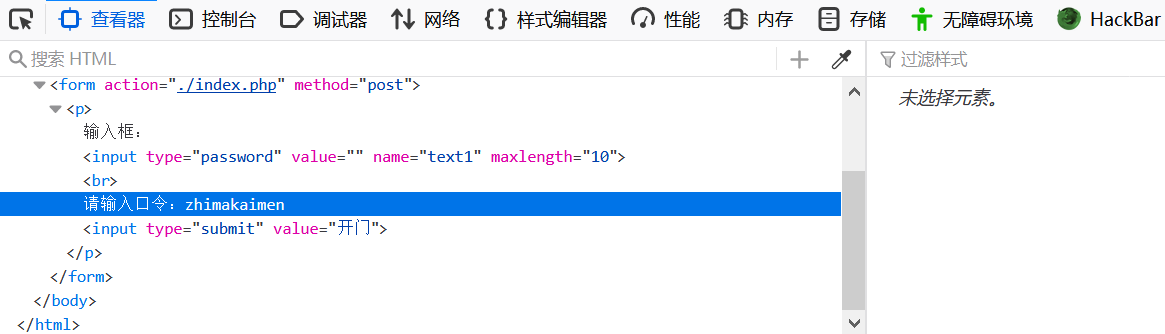 查看器 控制台 调试器 网络 样式编辑器 性能 内存 存储 无障碍环境 HackBar
搜索 HTML 过滤样式
<form action="./index.php" method="post"> 未选择元素。
<p>
输入框：
<input type="password" value="" name="text1" maxlength="10">
<br>
请输入口令：zhimakaimen
<input type="submit" value="开门">
</p>
</form>
</body>
</html>